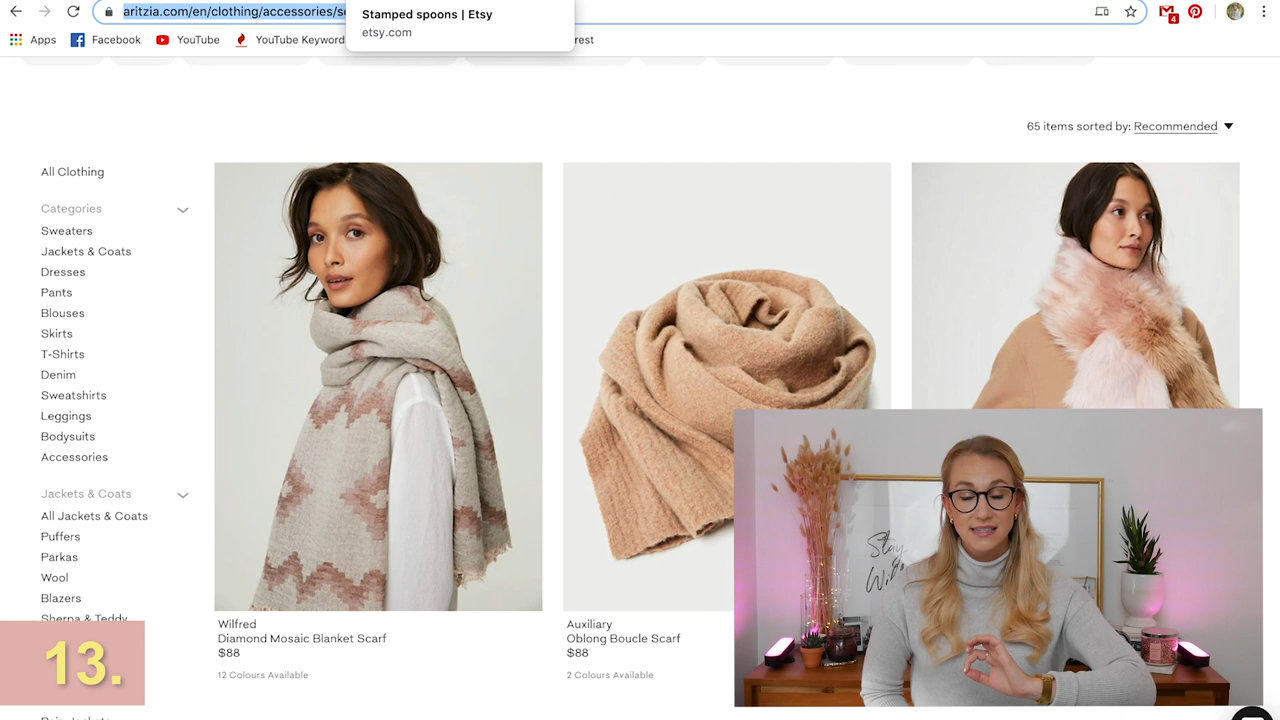 aritzia.com/en/clothing/accessories/s
Stamped spoons | Etsy
etsy.com
4
Apps
Facebook
YouTube
YouTube Keyword
rest
65 items sorted by: Recommended
All Clothing
Categories
Sweaters
Jackets & Coats
Dresses
Pants
Blouses
Skirts
T-Shirts
Denim
Sweatshirts
Leggings
Bodysuits
Accessories
Jackets & Coats
All Jackets & Coats
Puffers
Parkas
Wool
Blazers
Sherpa & Teddy
13.
Wilfred
Diamond Mosaic Blanket Scarf
$88
12 Colours Available
Auxiliary
Oblong Boucle Scarf
$88
2 Colours Available
Stay